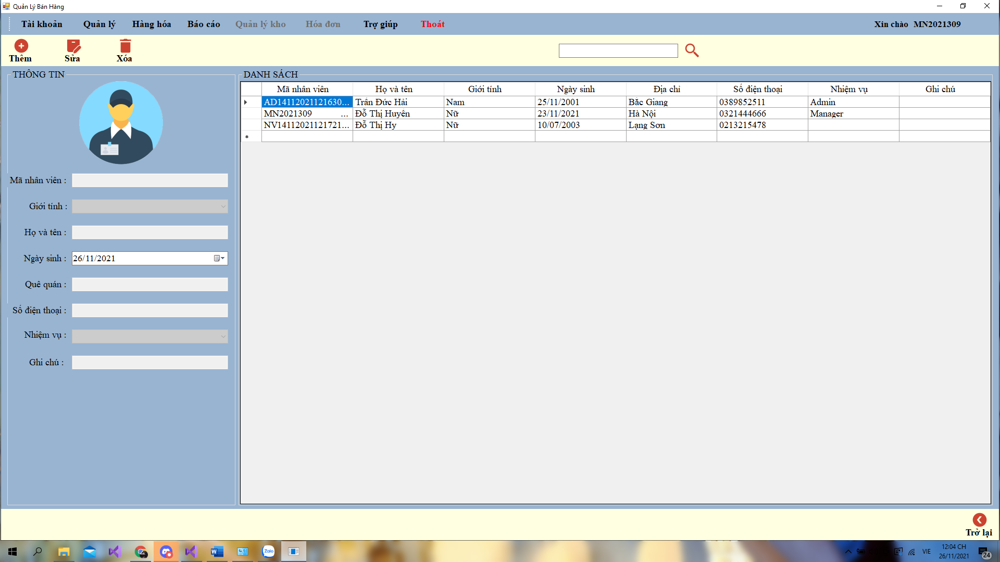 Quản Lý Bán Hàng
Tài khoản Quản lý Hàng hóa Báo cáo Quản lý kho Hóa đơn Trợ giúp Thoát Xin chào MN2021309
Thêm Sửa Xóa
THÔNG TIN
Mã nhân viên :
Giới tính :
Họ và tên :
Ngày sinh : 26/11/2021
Quê quán :
Số điện thoại :
Nhiệm vụ :
Ghi chú :
DANH SÁCH
Mã nhân viên Họ và tên Giới tính Ngày sinh Địa chỉ Số điện thoại Nhiệm vụ Ghi chú
AD14112021121630... Trần Đức Hải Nam 25/11/2001 Bắc Giang 0389852511 Admin
MN2021309 ... Đỗ Thị Huyên Nữ 23/11/2021 Hà Nội 0321444666 Manager
NV14112021121721... Đỗ Thị Hy Nữ 10/07/2003 Lạng Sơn 0213215478
Trở lại
Zalo
VIE
12:04 CH
26/11/2021
24